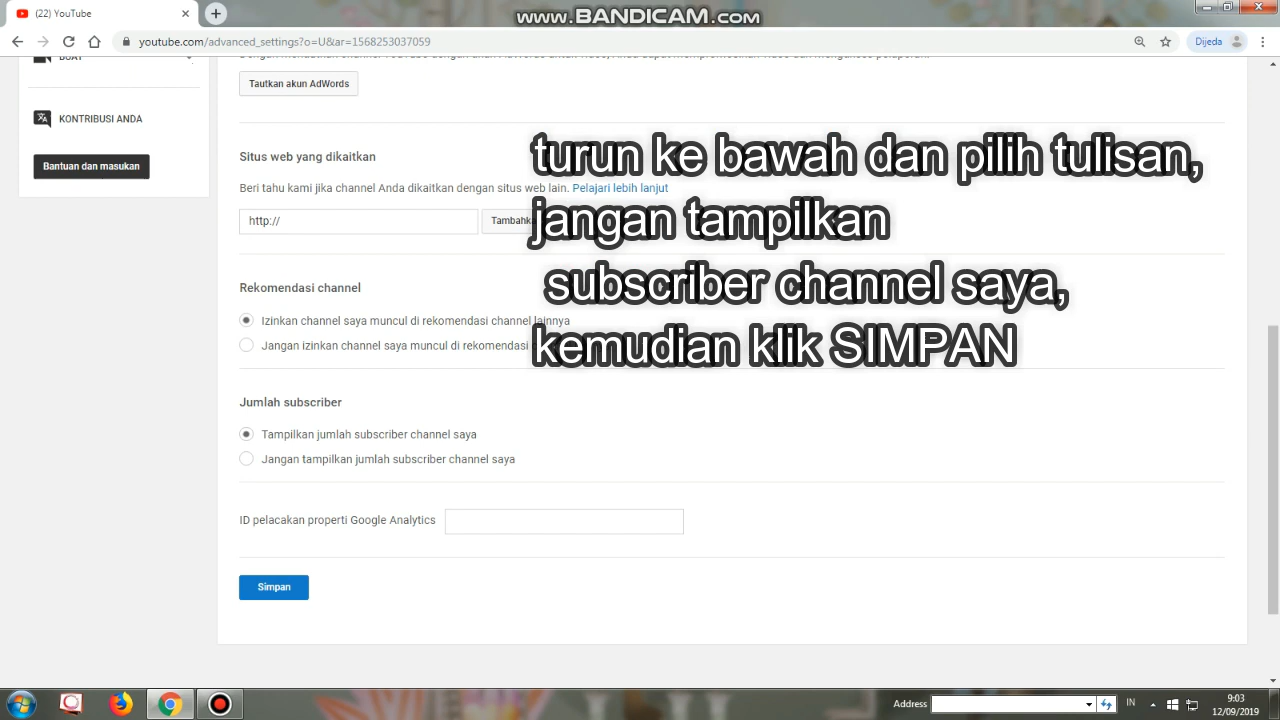 (22) YouTube
www.BANDICAM.com
youtube.com/advanced_settings?o=U&ar=1568253037059
Dijeda
Tautkan akun AdWords
KONTRIBUSI ANDA
Bantuan dan masukan
Situs web yang dikaitkan
Beri tahu kami jika channel Anda dikaitkan dengan situs web lain. Pelajari lebih lanjut
http://
turun ke bawah dan pilih tulisan,
jangan tampilkan
subscriber channel saya,
kemudian klik SIMPAN
Rekomendasi channel
Izinkan channel saya muncul di rekomendasi channel lainnya
Jangan izinkan channel saya muncul di rekomendasi
Jumlah subscriber
Tampilkan jumlah subscriber channel saya
Jangan tampilkan jumlah subscriber channel saya
ID pelacakan properti Google Analytics
Simpan
Address
IN
9:03
12/09/2019